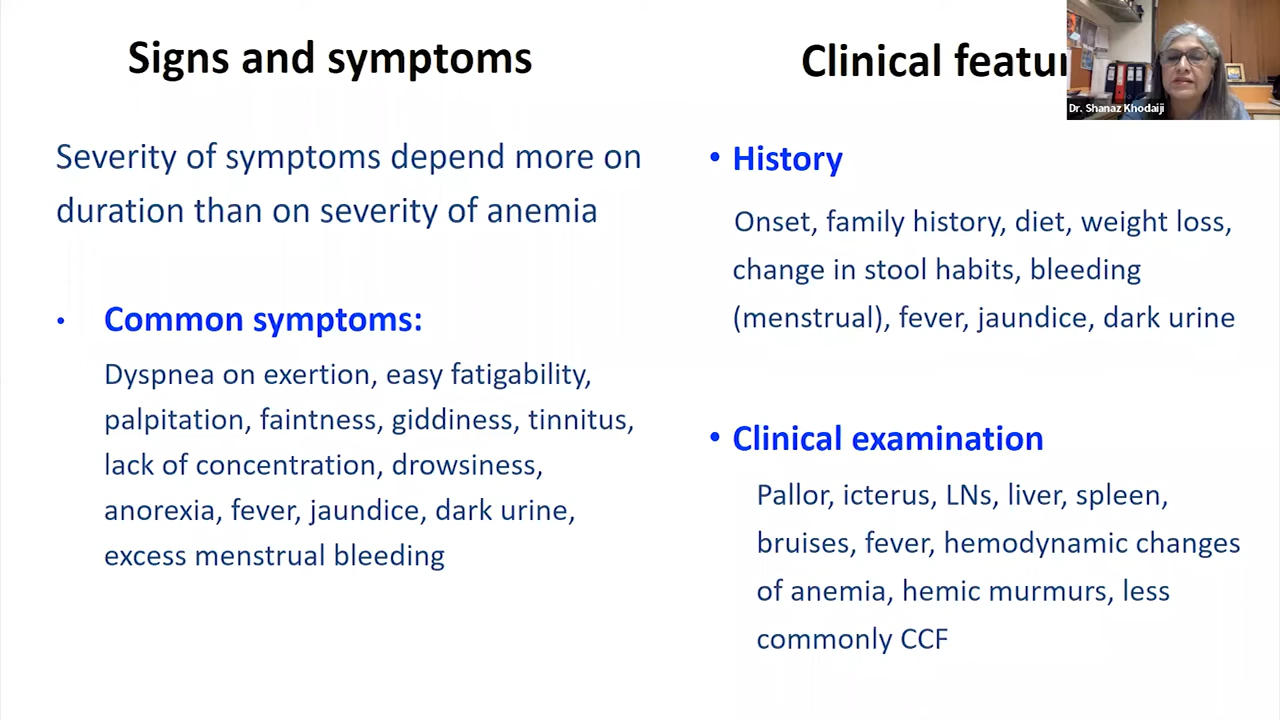 Signs and symptoms
Severity of symptoms depend more on
duration than on severity of anemia
• Common symptoms:
Dyspnea on exertion, easy fatigability,
palpitation, faintness, giddiness, tinnitus,
lack of concentration, drowsiness,
anorexia, fever, jaundice, dark urine,
excess menstrual bleeding
Clinical featur
• History
Onset, family history, diet, weight loss,
change in stool habits, bleeding
(menstrual), fever, jaundice, dark urine
• Clinical examination
Pallor, icterus, LNs, liver, spleen,
bruises, fever, hemodynamic changes
of anemia, hemic murmurs, less
commonly CCF
Dr. Shanaz Khodaiji